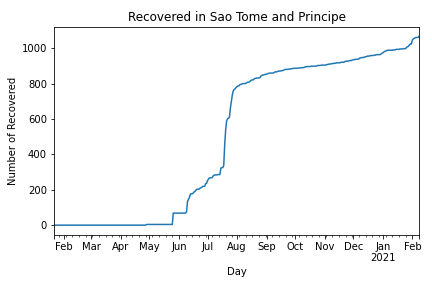 Recovered in Sao Tome and Principe
Number of Recovered
1000
800
600
400
200
0
Feb Mar Apr May Jun Jul Aug Sep Oct Nov Dec Jan Feb
2021
Day